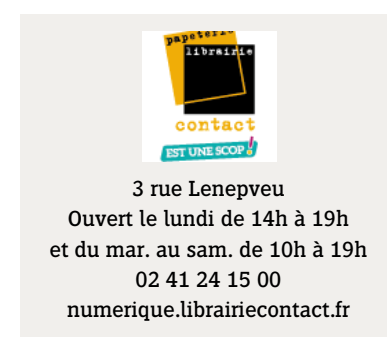 papeterie
librairie
contact
EST UNE SCOP !
3 rue Lenepveu
Ouvert le lundi de 14h à 19h
et du mar. au sam. de 10h à 19h
02 41 24 15 00
numerique.librairiecontact.fr